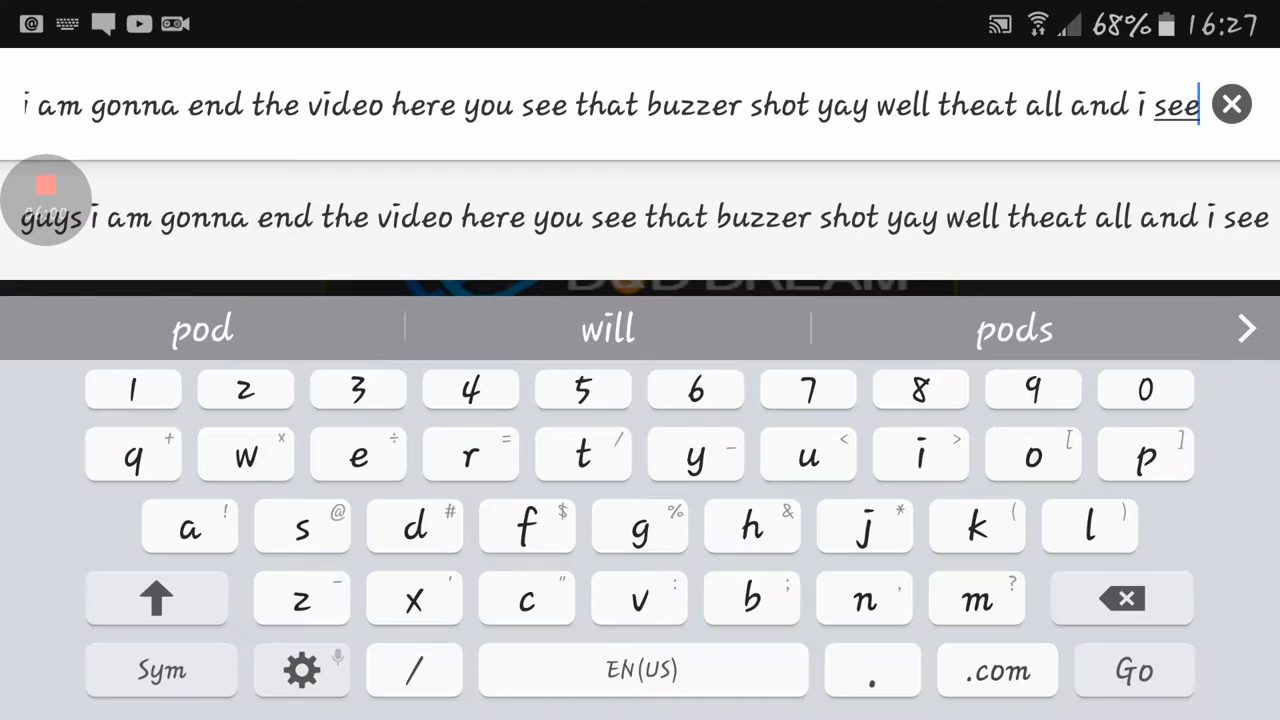 68% 16:27
i am gonna end the video here you see that buzzer shot yay well theat all and i see
guys i am gonna end the video here you see that buzzer shot yay well theat all and i see
pod will pods
1 2 3 4 5 6 7 8 9 0
q + w x e ÷ r = t / y - u < i > o [ p ]
a ! s @ d # f $ g % h & j * k ( l )
z - x ' c " v : b ; n , m ?
Sym / EN(US) . .com Go